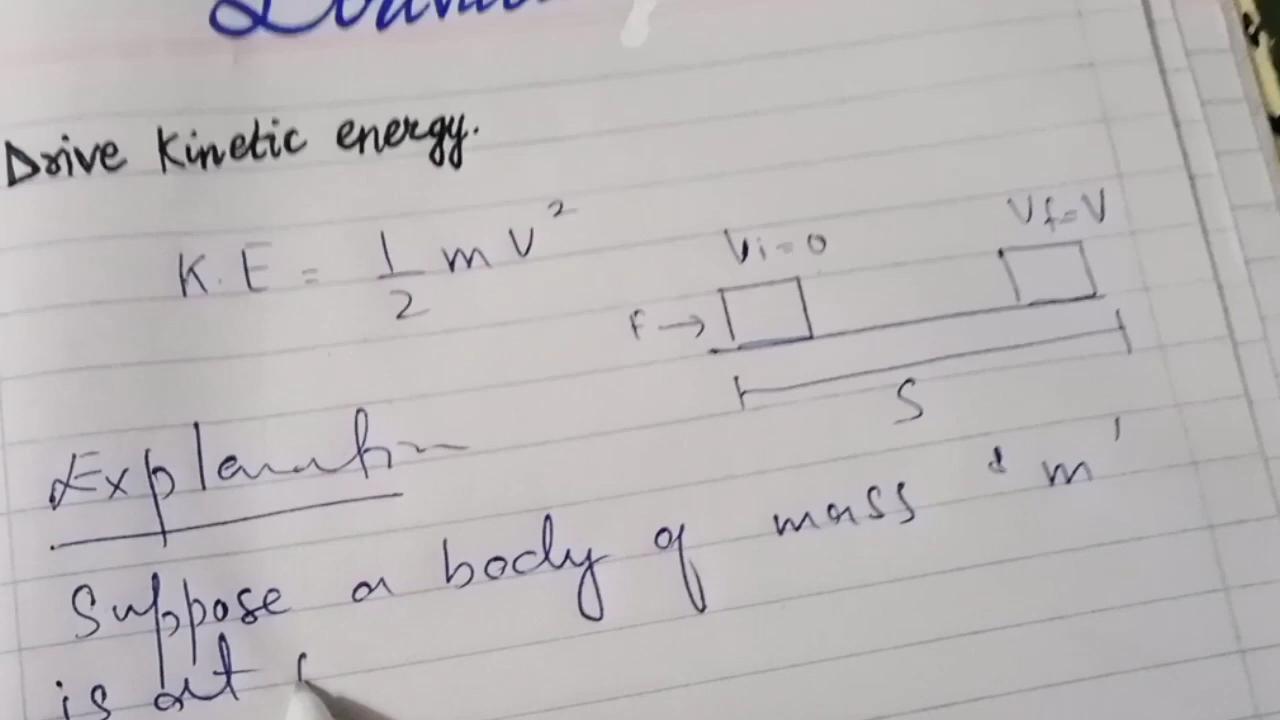 Drive Kinetic energy.
K.E = 1/2 mv²
Vi=0
Vf=V
F→
S
Explanation
Suppose a body of mass 'm'
is at